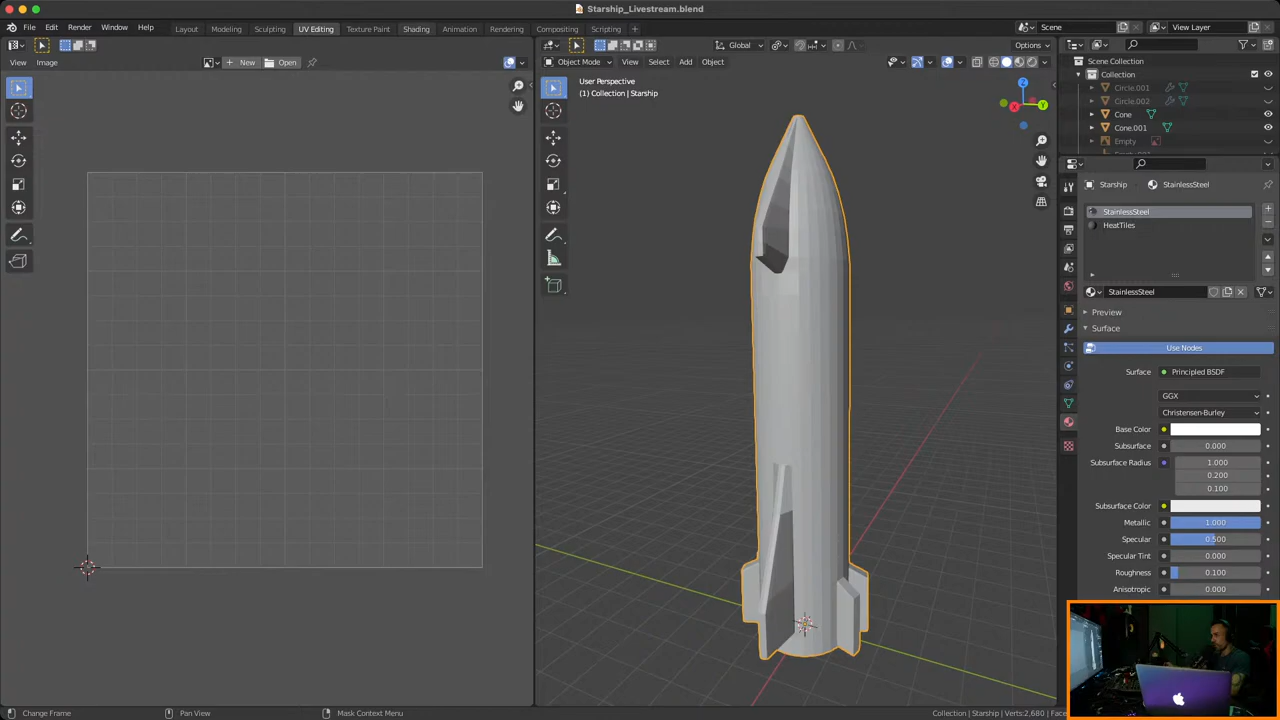 Starship_Livestream.blend
File Edit Render Window Help Layout Modeling Sculpting UV Editing Texture Paint Shading Animation Rendering Compositing Scripting + Scene View Layer
Global Options
View Image New Open
Object Mode View Select Add Object
Scene Collection
Collection
Circle.001
Circle.002
Cone
Cone.001
Empty
User Perspective
(1) Collection | Starship
Z
X
Y
Starship StainlessSteel
StainlessSteel
HeatTiles
StainlessSteel
Preview
Surface
Use Nodes
Surface Principled BSDF
GGX
Christensen-Burley
Base Color
Subsurface 0.000
Subsurface Radius 1.000
0.200
0.100
Subsurface Color
Metallic 1.000
Specular 0.500
Specular Tint 0.000
Roughness 0.100
Anisotropic 0.000
Change Frame Pan View Mask Context Menu Collection | Starship | Verts:2,680 | Face